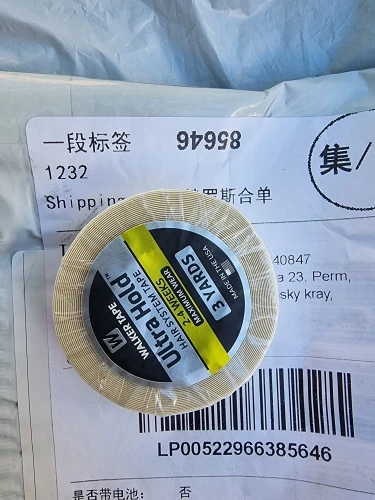 一段标签
85646
集/
1232
Shipping
罗斯合单
40847
a 23, Perm,
sky kray,
WALKER TAPE
Ultra Hold™
HAIR SYSTEM TAPE
2-4 WEEKS
MAXIMUM WEAR
3 YARDS
MADE IN THE USA
LP00522966385646
是否带电池: 否